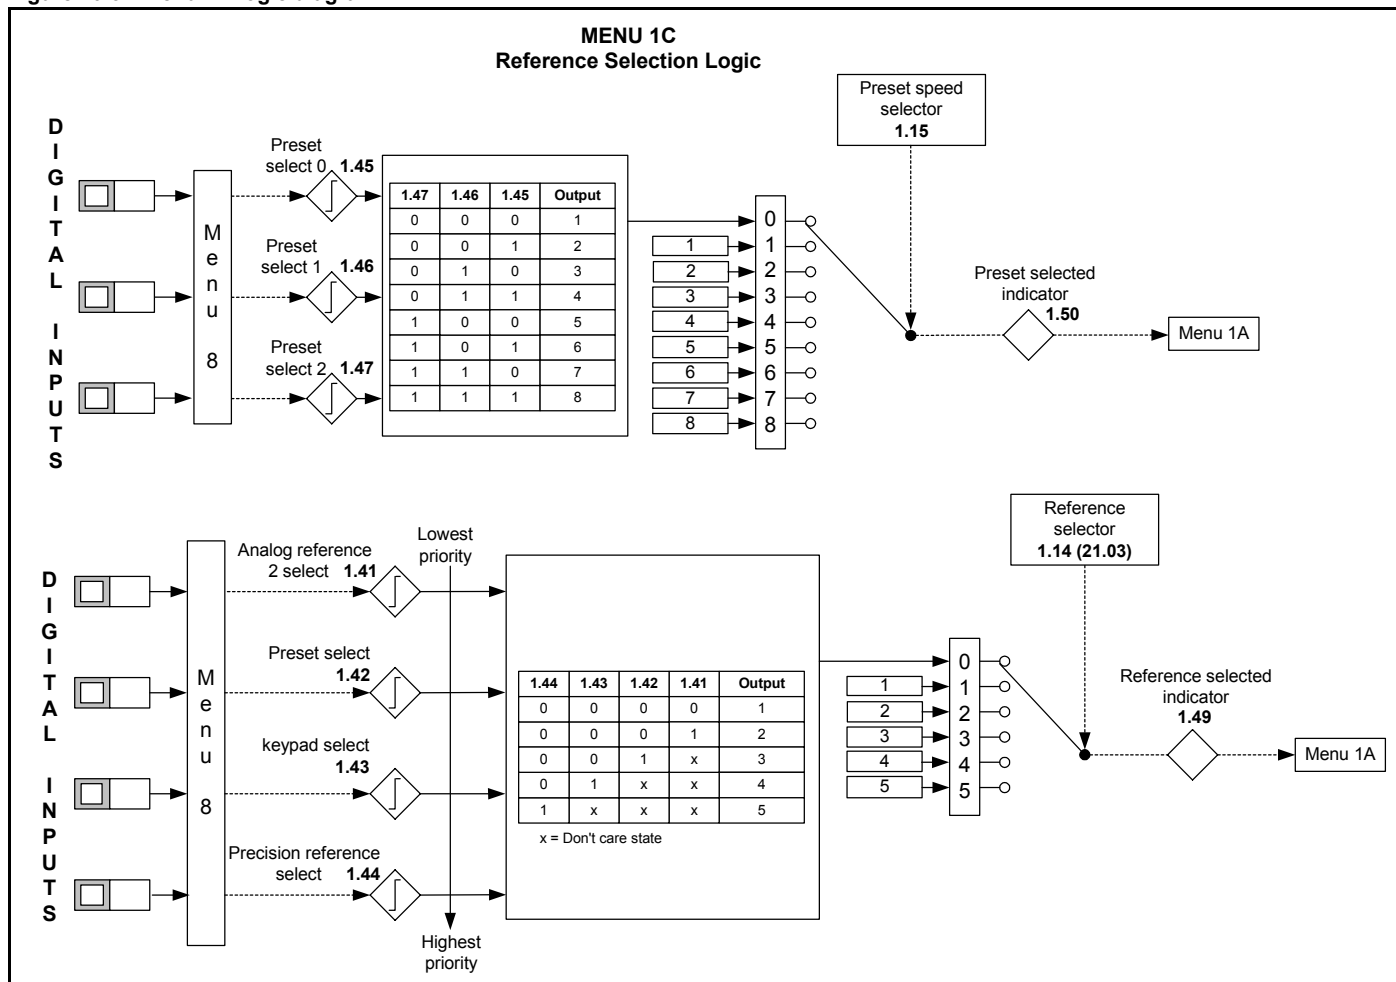 MENU 1C
Reference Selection Logic
DIGITAL INPUTS
Menu 8
Preset
select 0 1.45
Preset
select 1 1.46
Preset
select 2 1.47
1.47 1.46 1.45 Output
0 0 0 1
0 0 1 2
0 1 0 3
0 1 1 4
1 0 0 5
1 0 1 6
1 1 0 7
1 1 1 8
1
2
3
4
5
6
7
8
0
1
2
3
4
5
6
7
8
Preset speed
selector
1.15
Preset selected
indicator
1.50
Menu 1A
DIGITAL INPUTS
Menu 8
Analog reference
2 select 1.41
Preset select
1.42
keypad select
1.43
Precision reference
select 1.44
Lowest
priority
Highest
priority
1.44 1.43 1.42 1.41 Output
0 0 0 0 1
0 0 0 1 2
0 0 1 x 3
0 1 x x 4
1 x x x 5
x = Don't care state
1
2
3
4
5
0
1
2
3
4
5
Reference
selector
1.14 (21.03)
Reference selected
indicator
1.49
Menu 1A